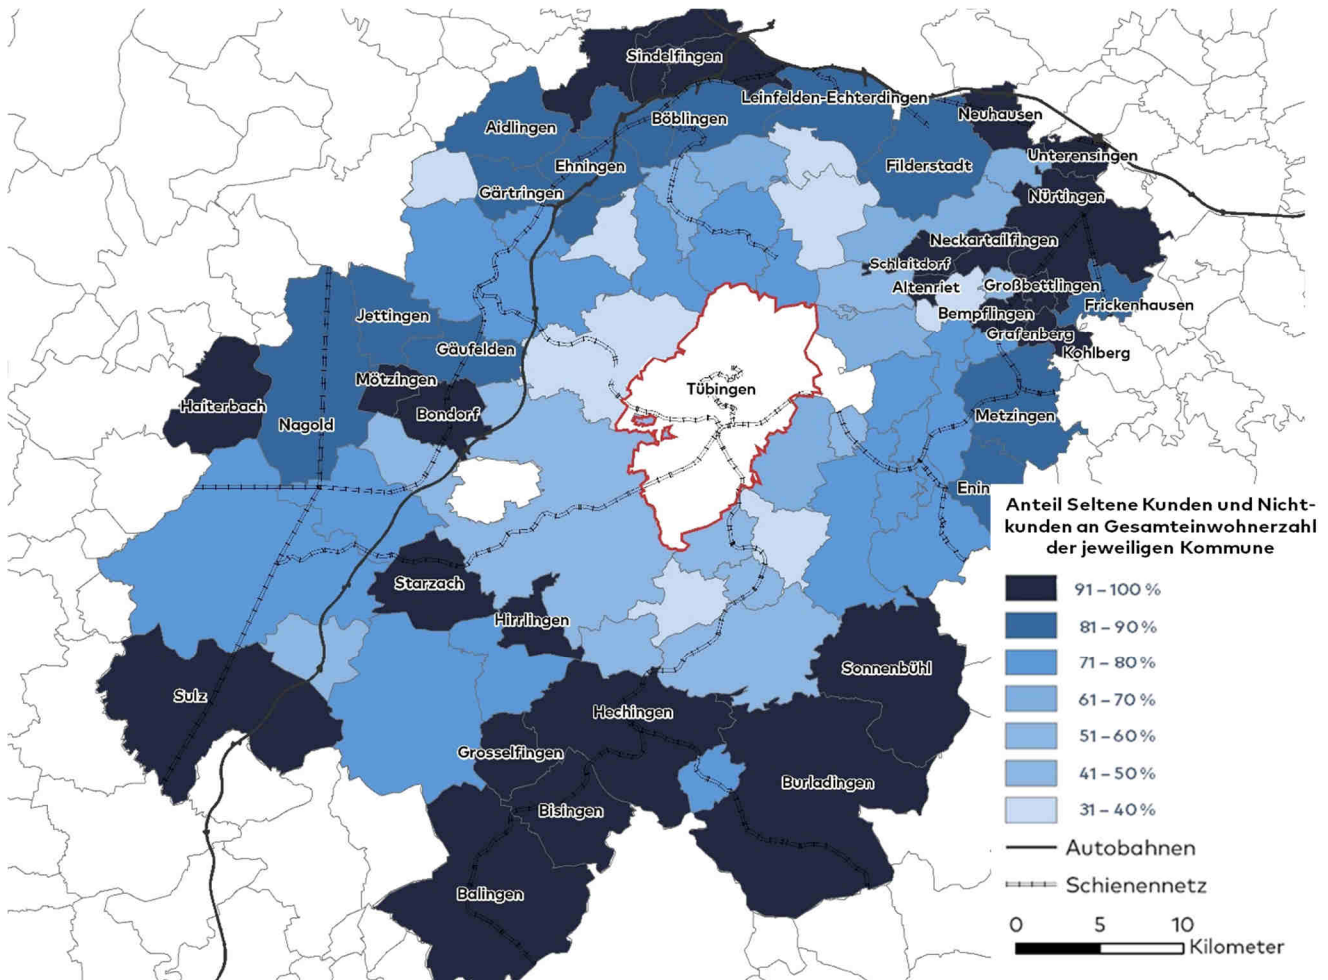 Sindelfingen
Leinfelden-Echterdingen
Böblingen
Neuhausen
Aidlingen
Unterensingen
Ehningen
Filderstadt
Gärtringen
Nürtingen
Neckartailfingen
Schlaitdorf
Altenriet
Großbettlingen
Frickenhausen
Jettingen
Bempflingen
Grafenberg
Gäufelden
Kohlberg
Mötzingen
Tübingen
Haiterbach
Bondorf
Metzingen
Nagold
Enin
Anteil Seltene Kunden und Nicht-
kunden an Gesamteinwohnerzahl
der jeweiligen Kommune
91 – 100 %
81 – 90 %
71 – 80 %
61 – 70 %
51 – 60 %
41 – 50 %
31 – 40 %
Autobahnen
Schienennetz
0 5 10
Kilometer
Starzach
Hirrlingen
Sonnenbühl
Sulz
Hechingen
Grosselfingen
Burladingen
Bisingen
Balingen